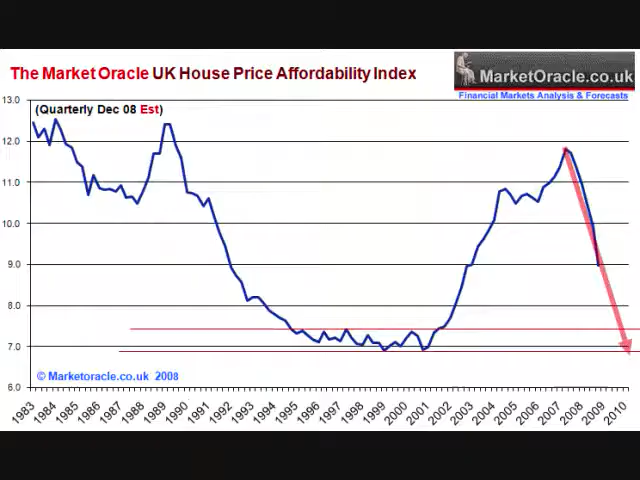 The Market Oracle UK House Price Affordability Index
MarketOracle.co.uk
Financial Markets Analysis & Forecasts
(Quarterly Dec 08 Est)
13.0
12.0
11.0
10.0
9.0
8.0
7.0
6.0
© Marketoracle.co.uk 2008
1983 1984 1985 1986 1987 1988 1989 1990 1991 1992 1993 1994 1995 1996 1997 1998 1999 2000 2001 2002 2003 2004 2005 2006 2007 2008 2009 2010